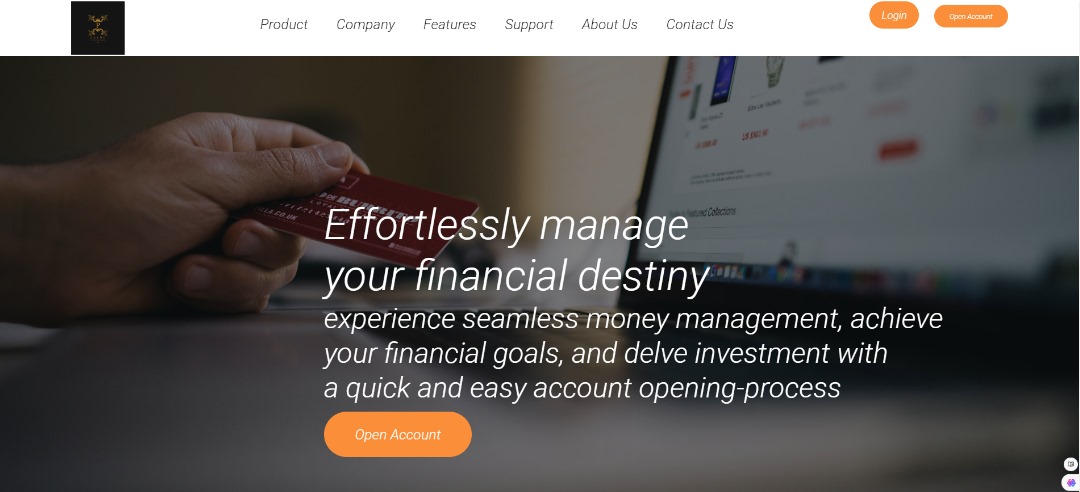 Product Company Features Support About Us Contact Us
Login
Open Account
Effortlessly manage
your financial destiny
experience seamless money management, achieve
your financial goals, and delve investment with
a quick and easy account opening-process
Open Account
Collections